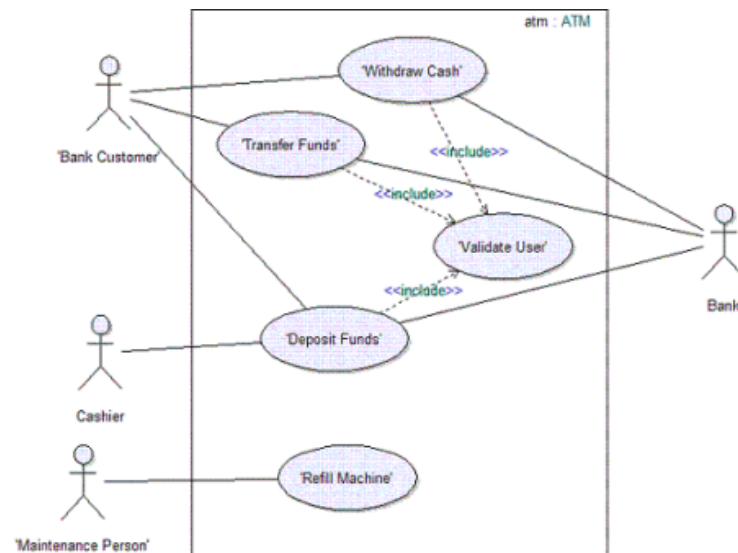 atm : ATM
'Withdraw Cash'
'Transfer Funds'
<<include>>
'Bank Customer'
<<include>>
'Validate User'
<<include>>
Bank
'Deposit Funds'
Cashier
'Refill Machine'
'Maintenance Person'